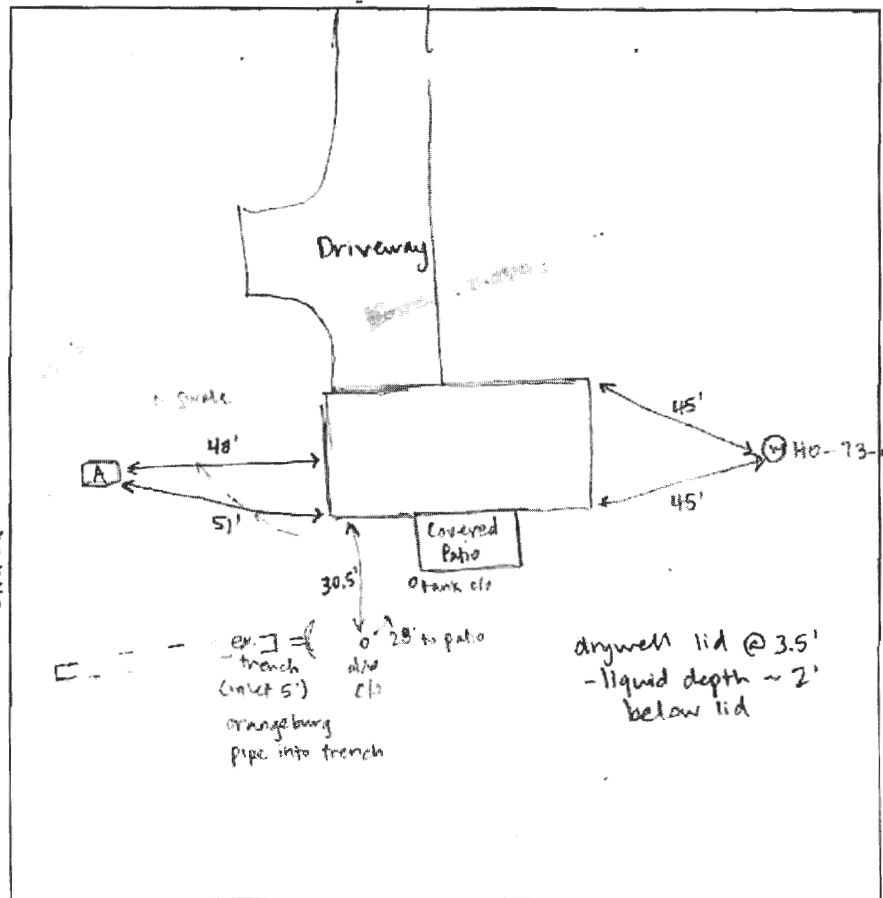 Driveway
Swale
48'
A
51'
45'
W HO-73-
45'
Covered
Patio
30.5'
tank c/o
ex.
trench
(inlet 5')
d/w
c/o
28' to patio
orangeburg
pipe into trench
drywell lid @ 3.5'
-liquid depth ~ 2'
below lid